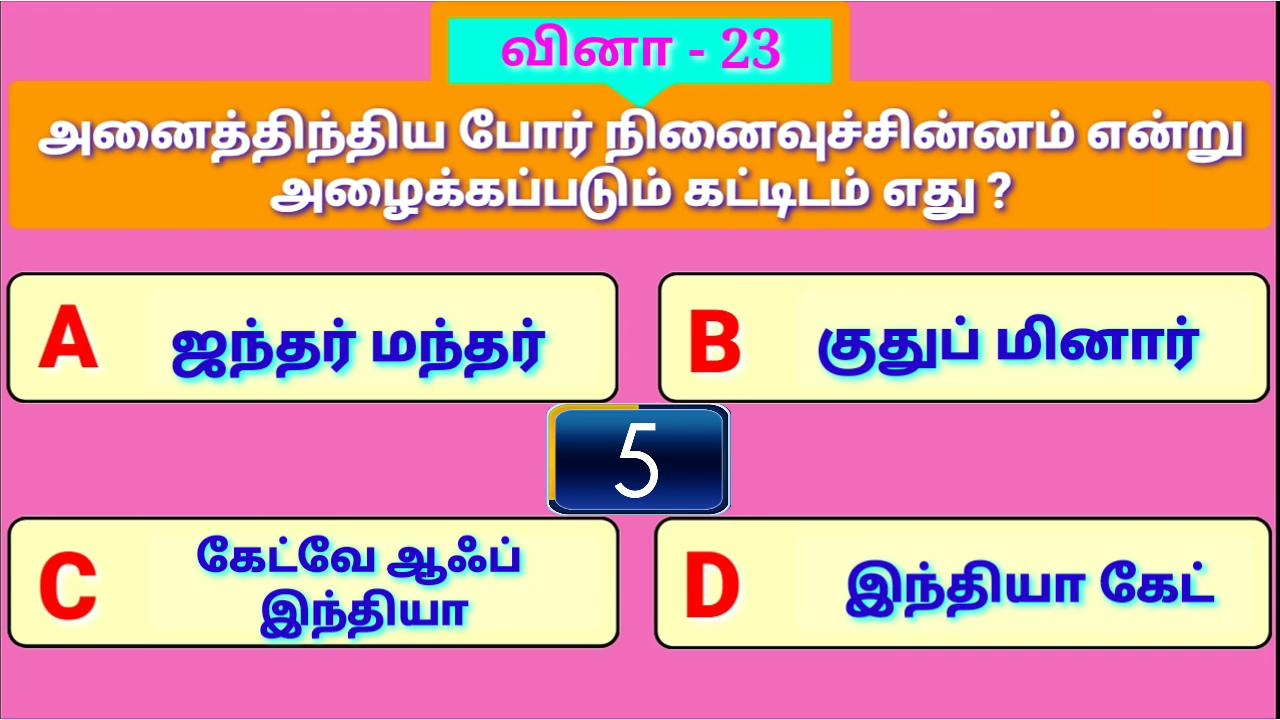 வினா - 23
அனைத்திந்திய போர் நினைவுச்சின்னம் என்று
அழைக்கப்படும் கட்டிடம் எது ?
A ஜந்தர் மந்தர்
B குதுப் மினார்
5
C கேட்வே ஆஃப்
இந்தியா
D இந்தியா கேட்